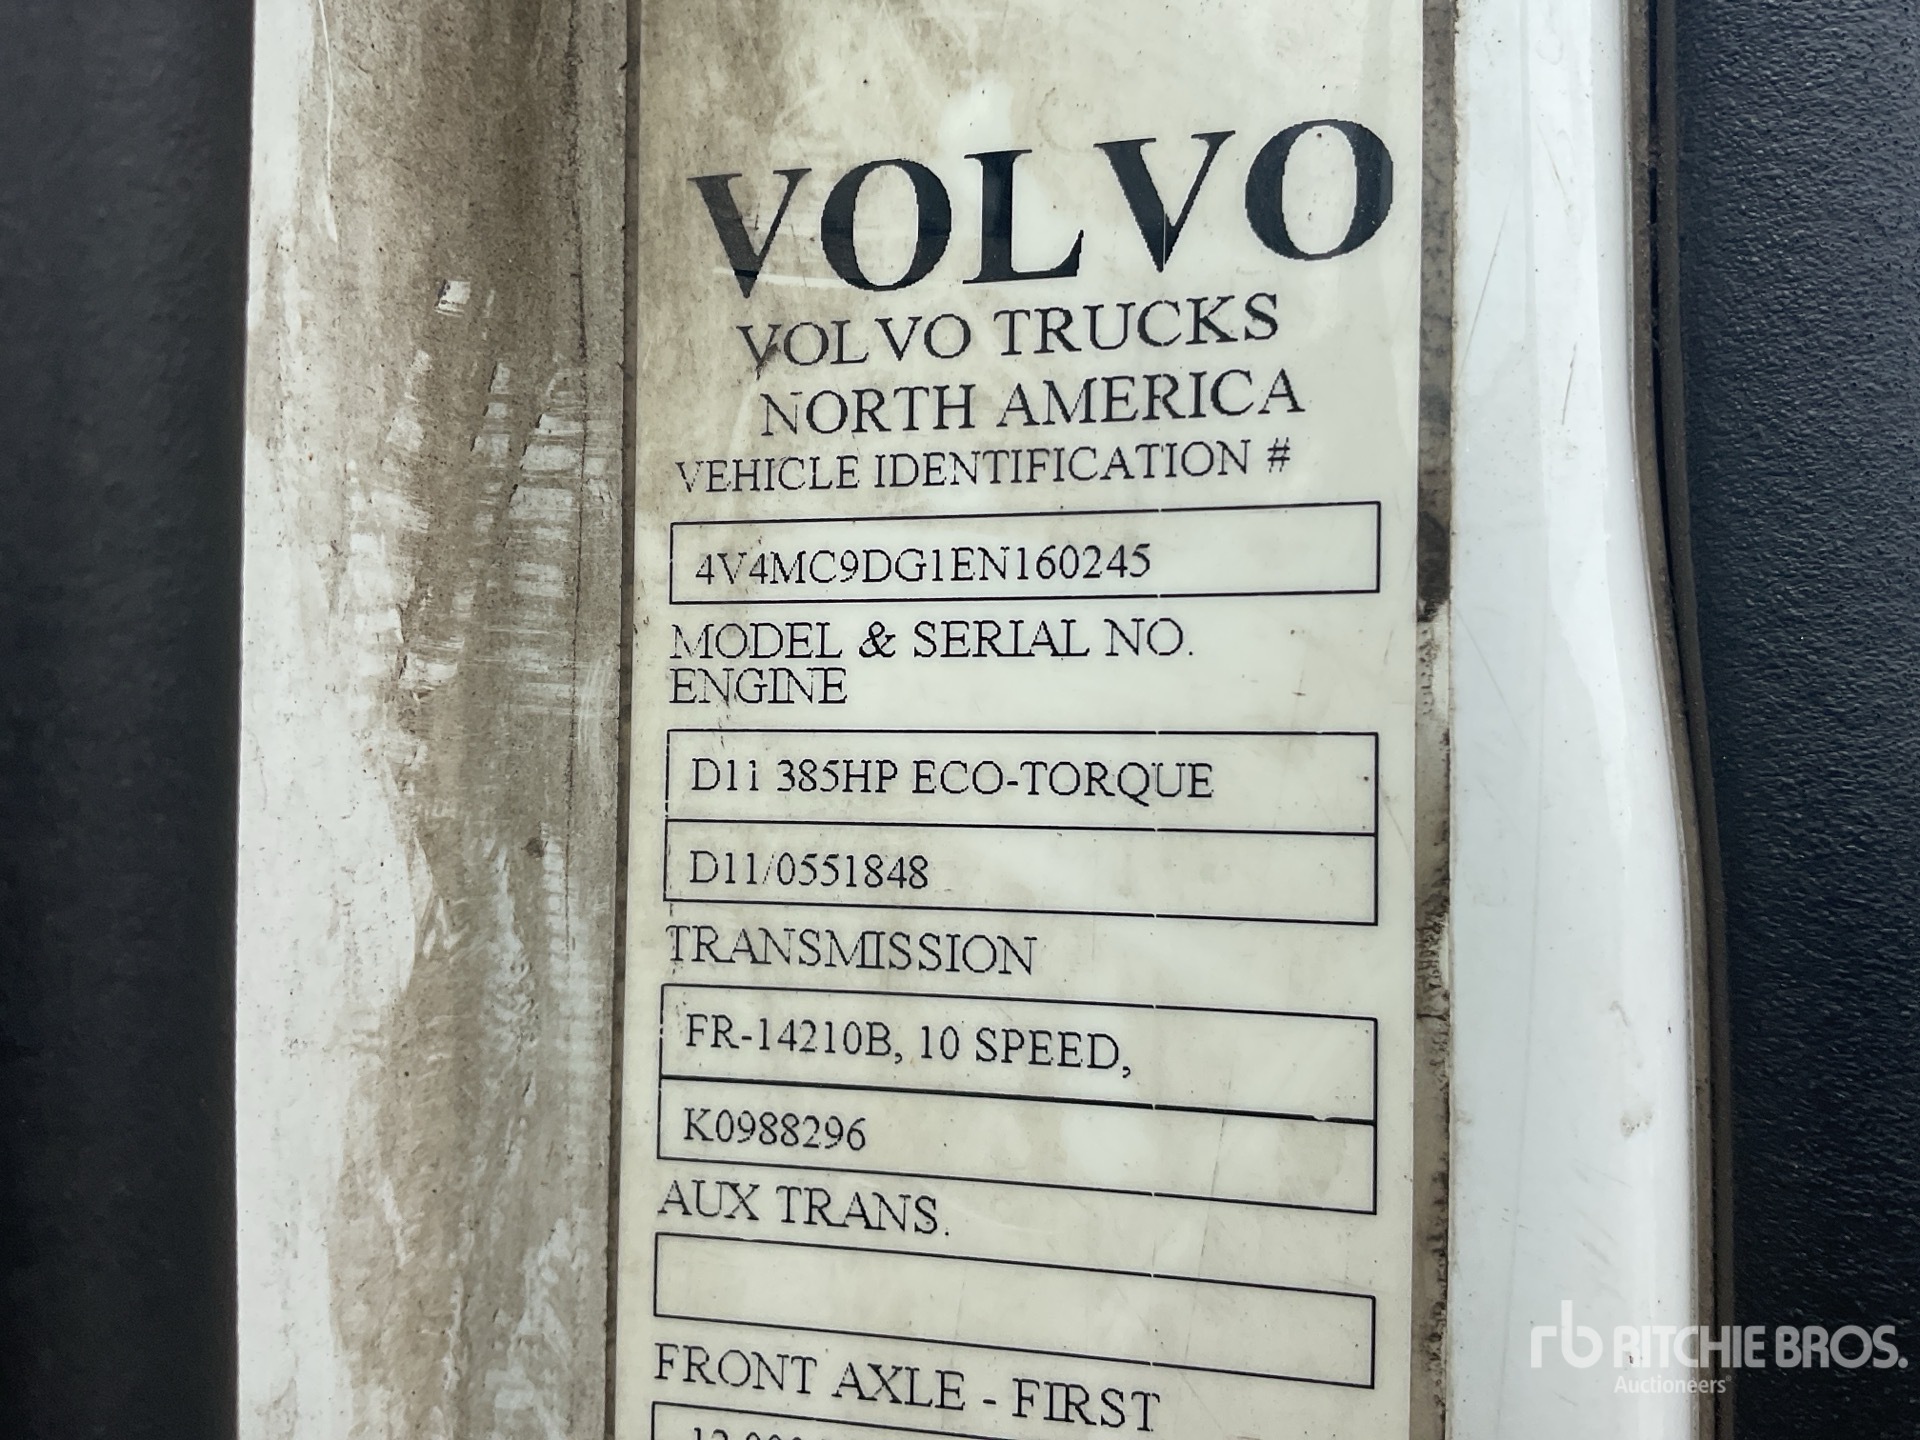 VOLVO
VOLVO TRUCKS
NORTH AMERICA
VEHICLE IDENTIFICATION #
4V4MC9DG1EN160245
MODEL & SERIAL NO.
ENGINE
D11 385HP ECO-TORQUE
D11/0551848
TRANSMISSION
FR-14210B, 10 SPEED,
K0988296
AUX TRANS.
FRONT AXLE - FIRST
rb RITCHIE BROS.
Auctioneers